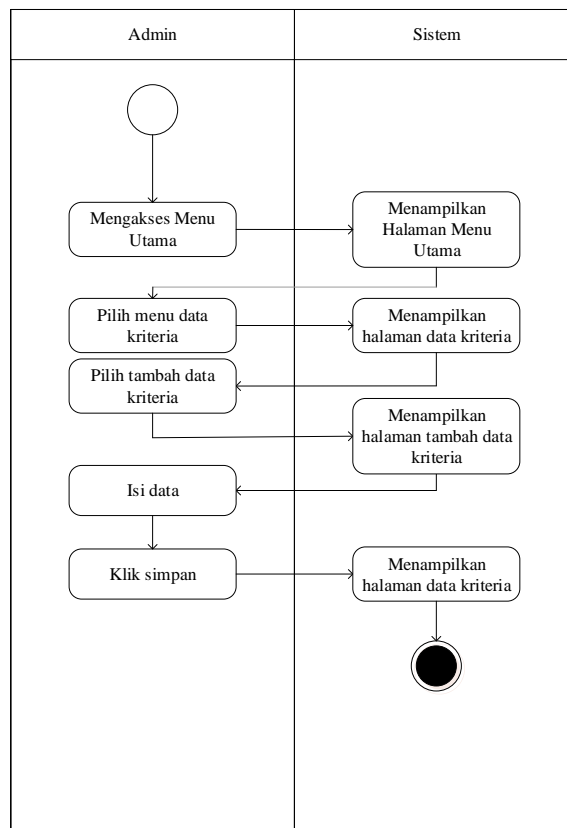 Admin
Sistem
Mengakses Menu
Utama
Menampilkan
Halaman Menu
Utama
Pilih menu data
kriteria
Menampilkan
halaman data kriteria
Pilih tambah data
kriteria
Menampilkan
halaman tambah data
kriteria
Isi data
Klik simpan
Menampilkan
halaman data kriteria